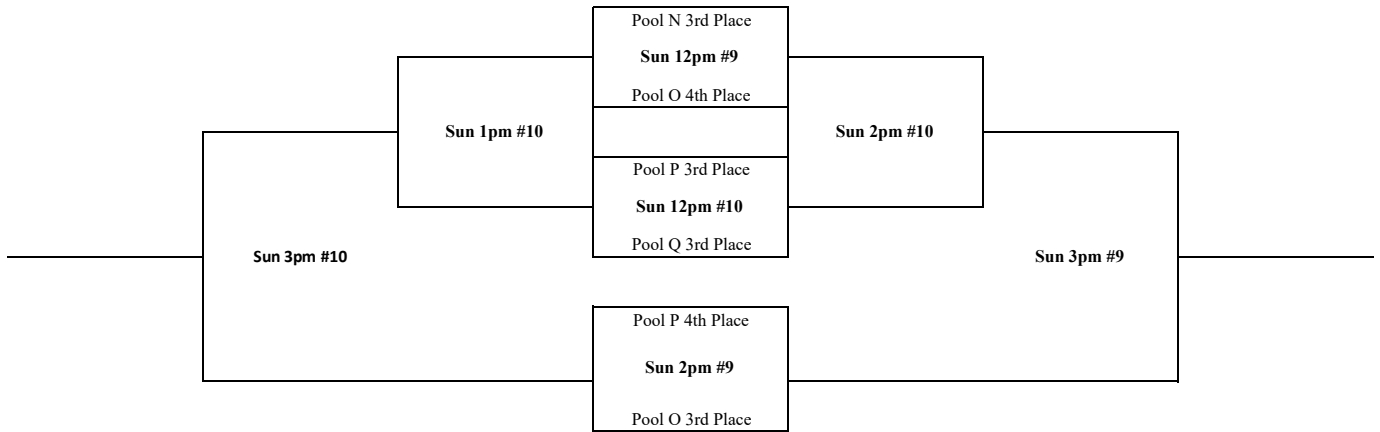 Pool N 3rd Place
Sun 12pm #9
Pool O 4th Place
Sun 1pm #10
Sun 2pm #10
Pool P 3rd Place
Sun 12pm #10
Pool Q 3rd Place
Sun 3pm #10
Sun 3pm #9
Pool P 4th Place
Sun 2pm #9
Pool O 3rd Place